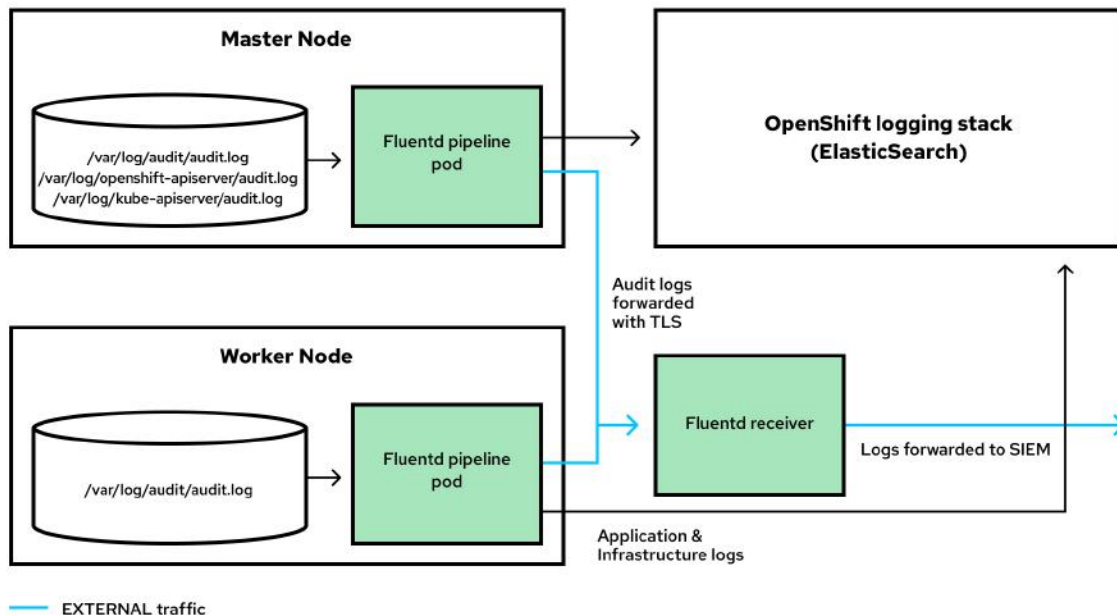 Master Node
/var/log/audit/audit.log
/var/log/openshift-apiserver/audit.log
/var/log/kube-apiserver/audit.log
Fluentd pipeline
pod
OpenShift logging stack
(ElasticSearch)
Audit logs
forwarded
with TLS
Worker Node
/var/log/audit/audit.log
Fluentd pipeline
pod
Fluentd receiver
Logs forwarded to SIEM
Application &
Infrastructure logs
EXTERNAL traffic